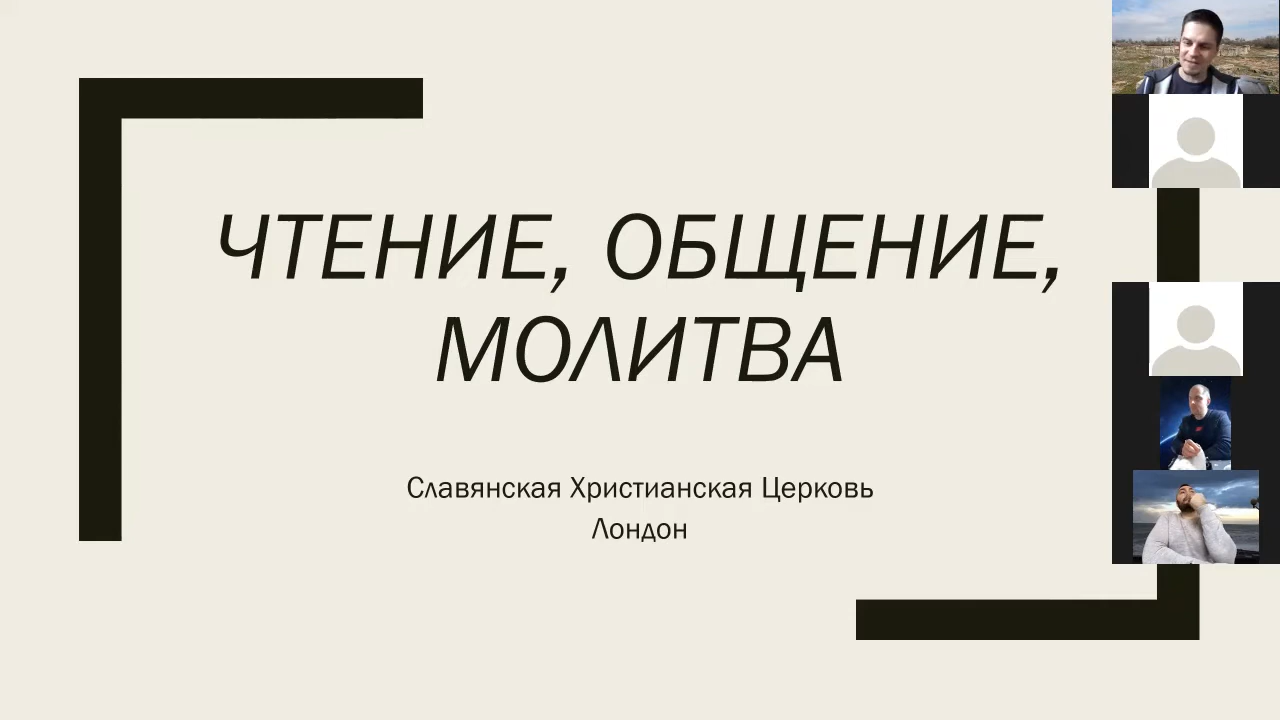 ЧТЕНИЕ, ОБЩЕНИЕ,
МОЛИТВА
Славянская Христианская Церковь
Лондон